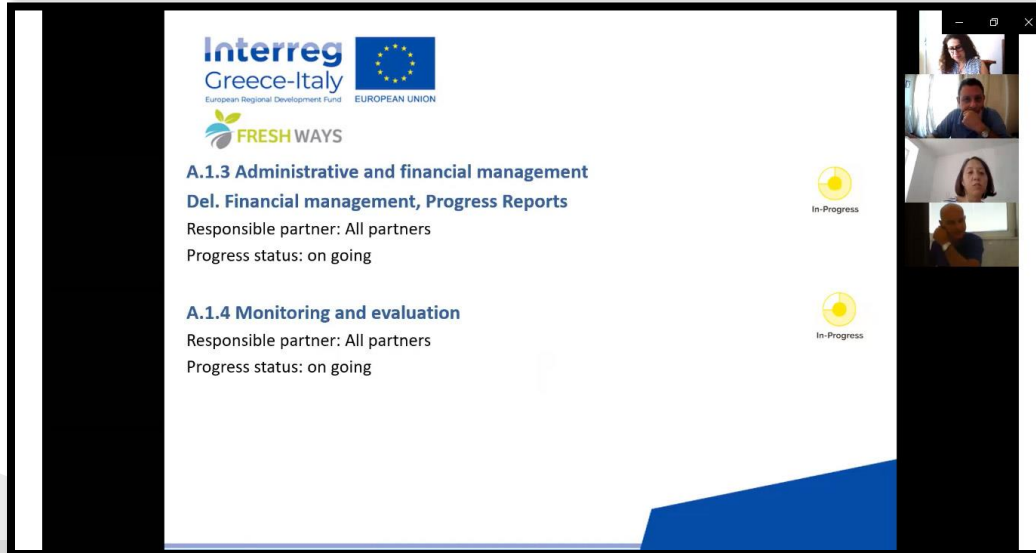 Interreg
Greece-Italy
European Regional Development Fund
EUROPEAN UNION
FRESH WAYS
A.1.3 Administrative and financial management
Del. Financial management, Progress Reports
Responsible partner: All partners
Progress status: on going
In-Progress
A.1.4 Monitoring and evaluation
Responsible partner: All partners
Progress status: on going
In-Progress